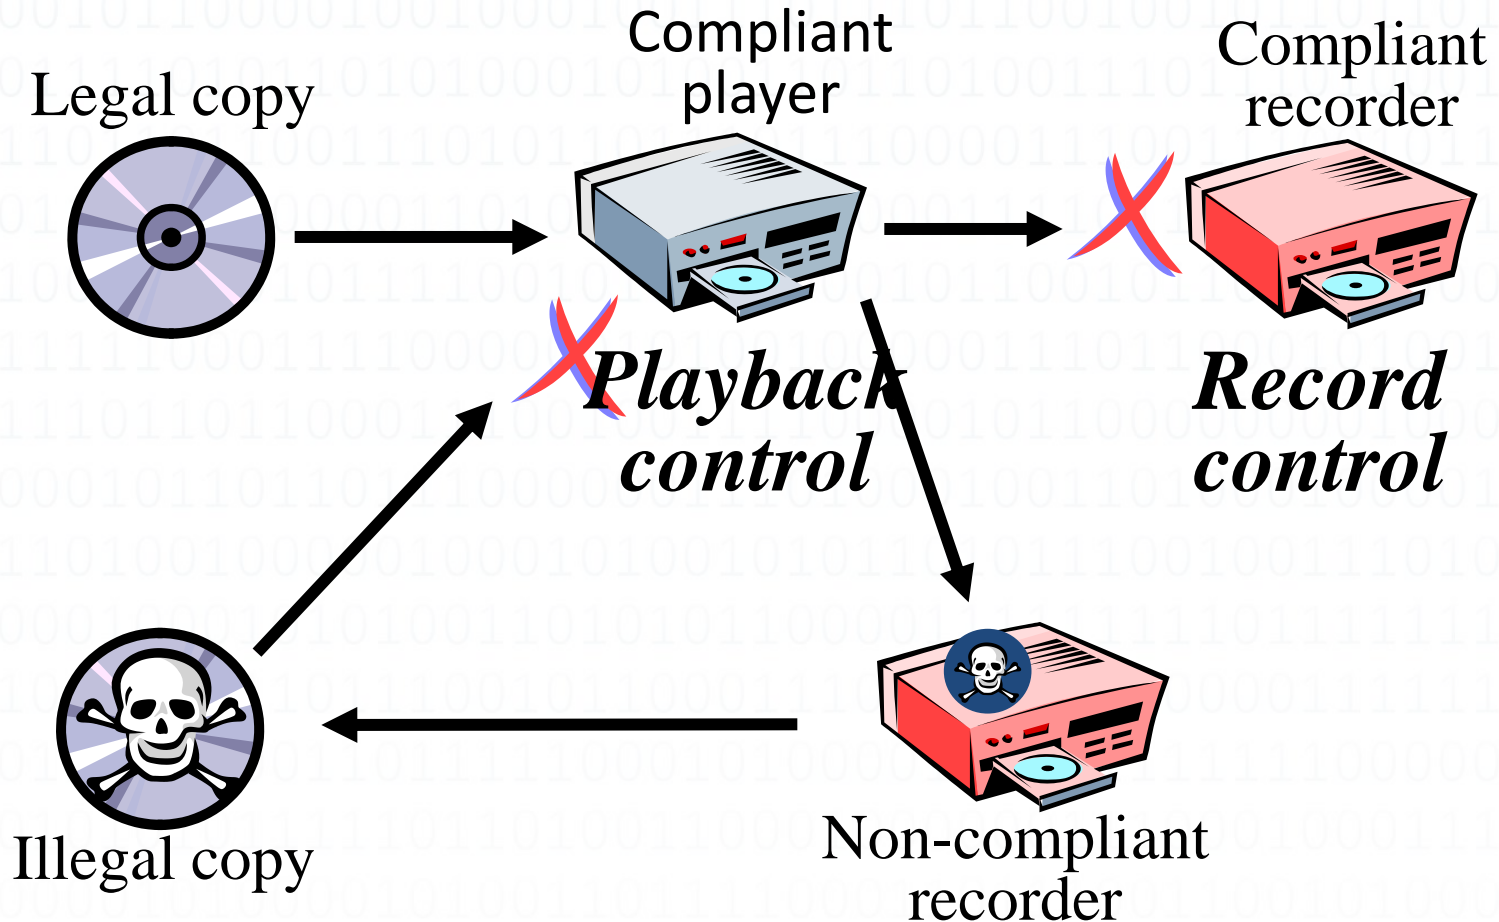 Compliant
player
Compliant
recorder
Legal copy
Playback
control
Record
control
Illegal copy
Non-compliant
recorder